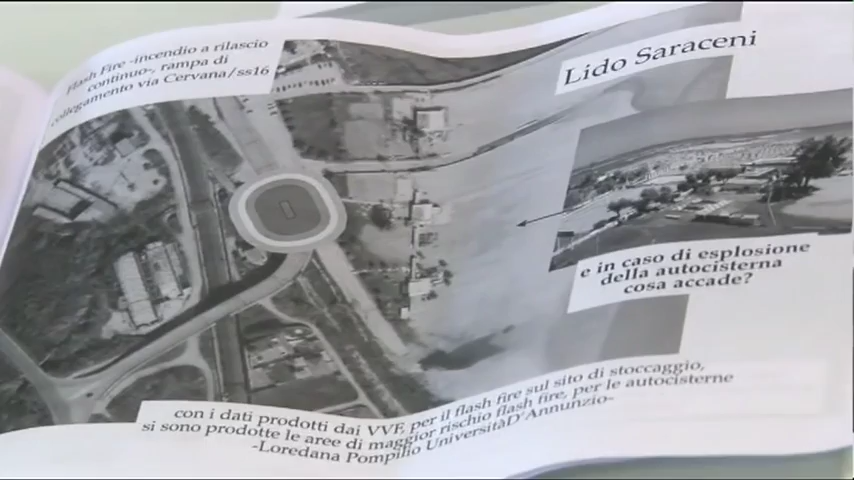 Flash Fire -incendio a rilascio
continuo-, rampa di
collegamento via Cervana/ss16
Lido Saraceni
e in caso di esplosione
della autocisterna
cosa accade?
con i dati prodotti dai VVF per il flash fire sul sito di stoccaggio,
si sono prodotte le aree di maggior rischio flash fire, per le autocisterne
-Loredana Pompilio UniversitàD'Annunzio-